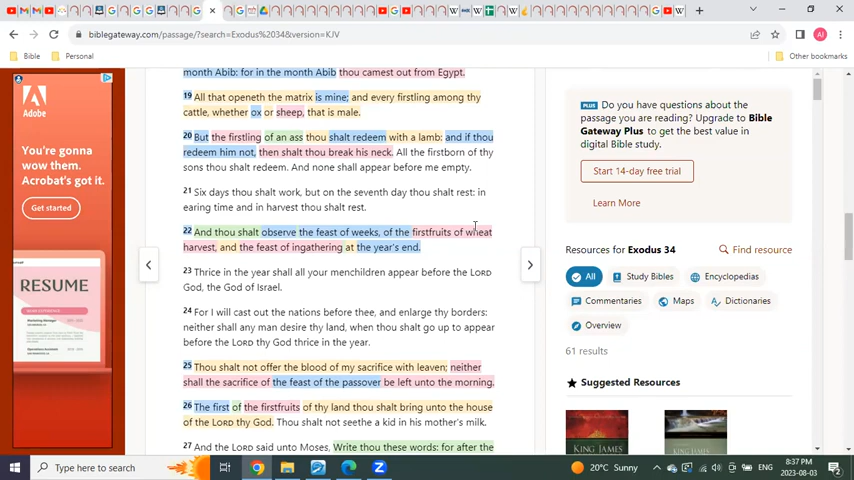 biblegateway.com/passage/?search=Exodus%2034&version=KJV
Bible
Personal
Other bookmarks
Adobe
You're gonna
wow them.
Acrobat's got it.
Get started
RESUME
month Abib: for in the month Abib thou camest out from Egypt.
19 All that openeth the matrix is mine; and every firstling among thy
cattle, whether ox or sheep, that is male.
20 But the firstling of an ass thou shalt redeem with a lamb: and if thou
redeem him not, then shalt thou break his neck. All the firstborn of thy
sons thou shalt redeem. And none shall appear before me empty.
21 Six days thou shalt work, but on the seventh day thou shalt rest: in
earing time and in harvest thou shalt rest.
22 And thou shalt observe the feast of weeks, of the firstfruits of wheat
harvest, and the feast of ingathering at the year's end.
23 Thrice in the year shall all your menchildren appear before the LORD
God, the God of Israel.
24 For I will cast out the nations before thee, and enlarge thy borders:
neither shall any man desire thy land, when thou shalt go up to appear
before the LORD thy God thrice in the year.
25 Thou shalt not offer the blood of my sacrifice with leaven; neither
shall the sacrifice of the feast of the passover be left unto the morning.
26 The first of the firstfruits of thy land thou shalt bring unto the house
of the LORD thy God. Thou shalt not seethe a kid in his mother's milk.
27 And the LORD said unto Moses, Write thou these words: for after the
PLUS Do you have questions about the
passage you are reading? Upgrade to Bible
Gateway Plus to get the best value in
digital Bible study.
Start 14-day free trial
Learn More
Resources for Exodus 34
Find resource
All
Study Bibles
Encyclopedias
Commentaries
Maps
Dictionaries
Overview
61 results
Suggested Resources
KING JAMES
Type here to search
20°C Sunny
ENG
8:37 PM
2023-08-03